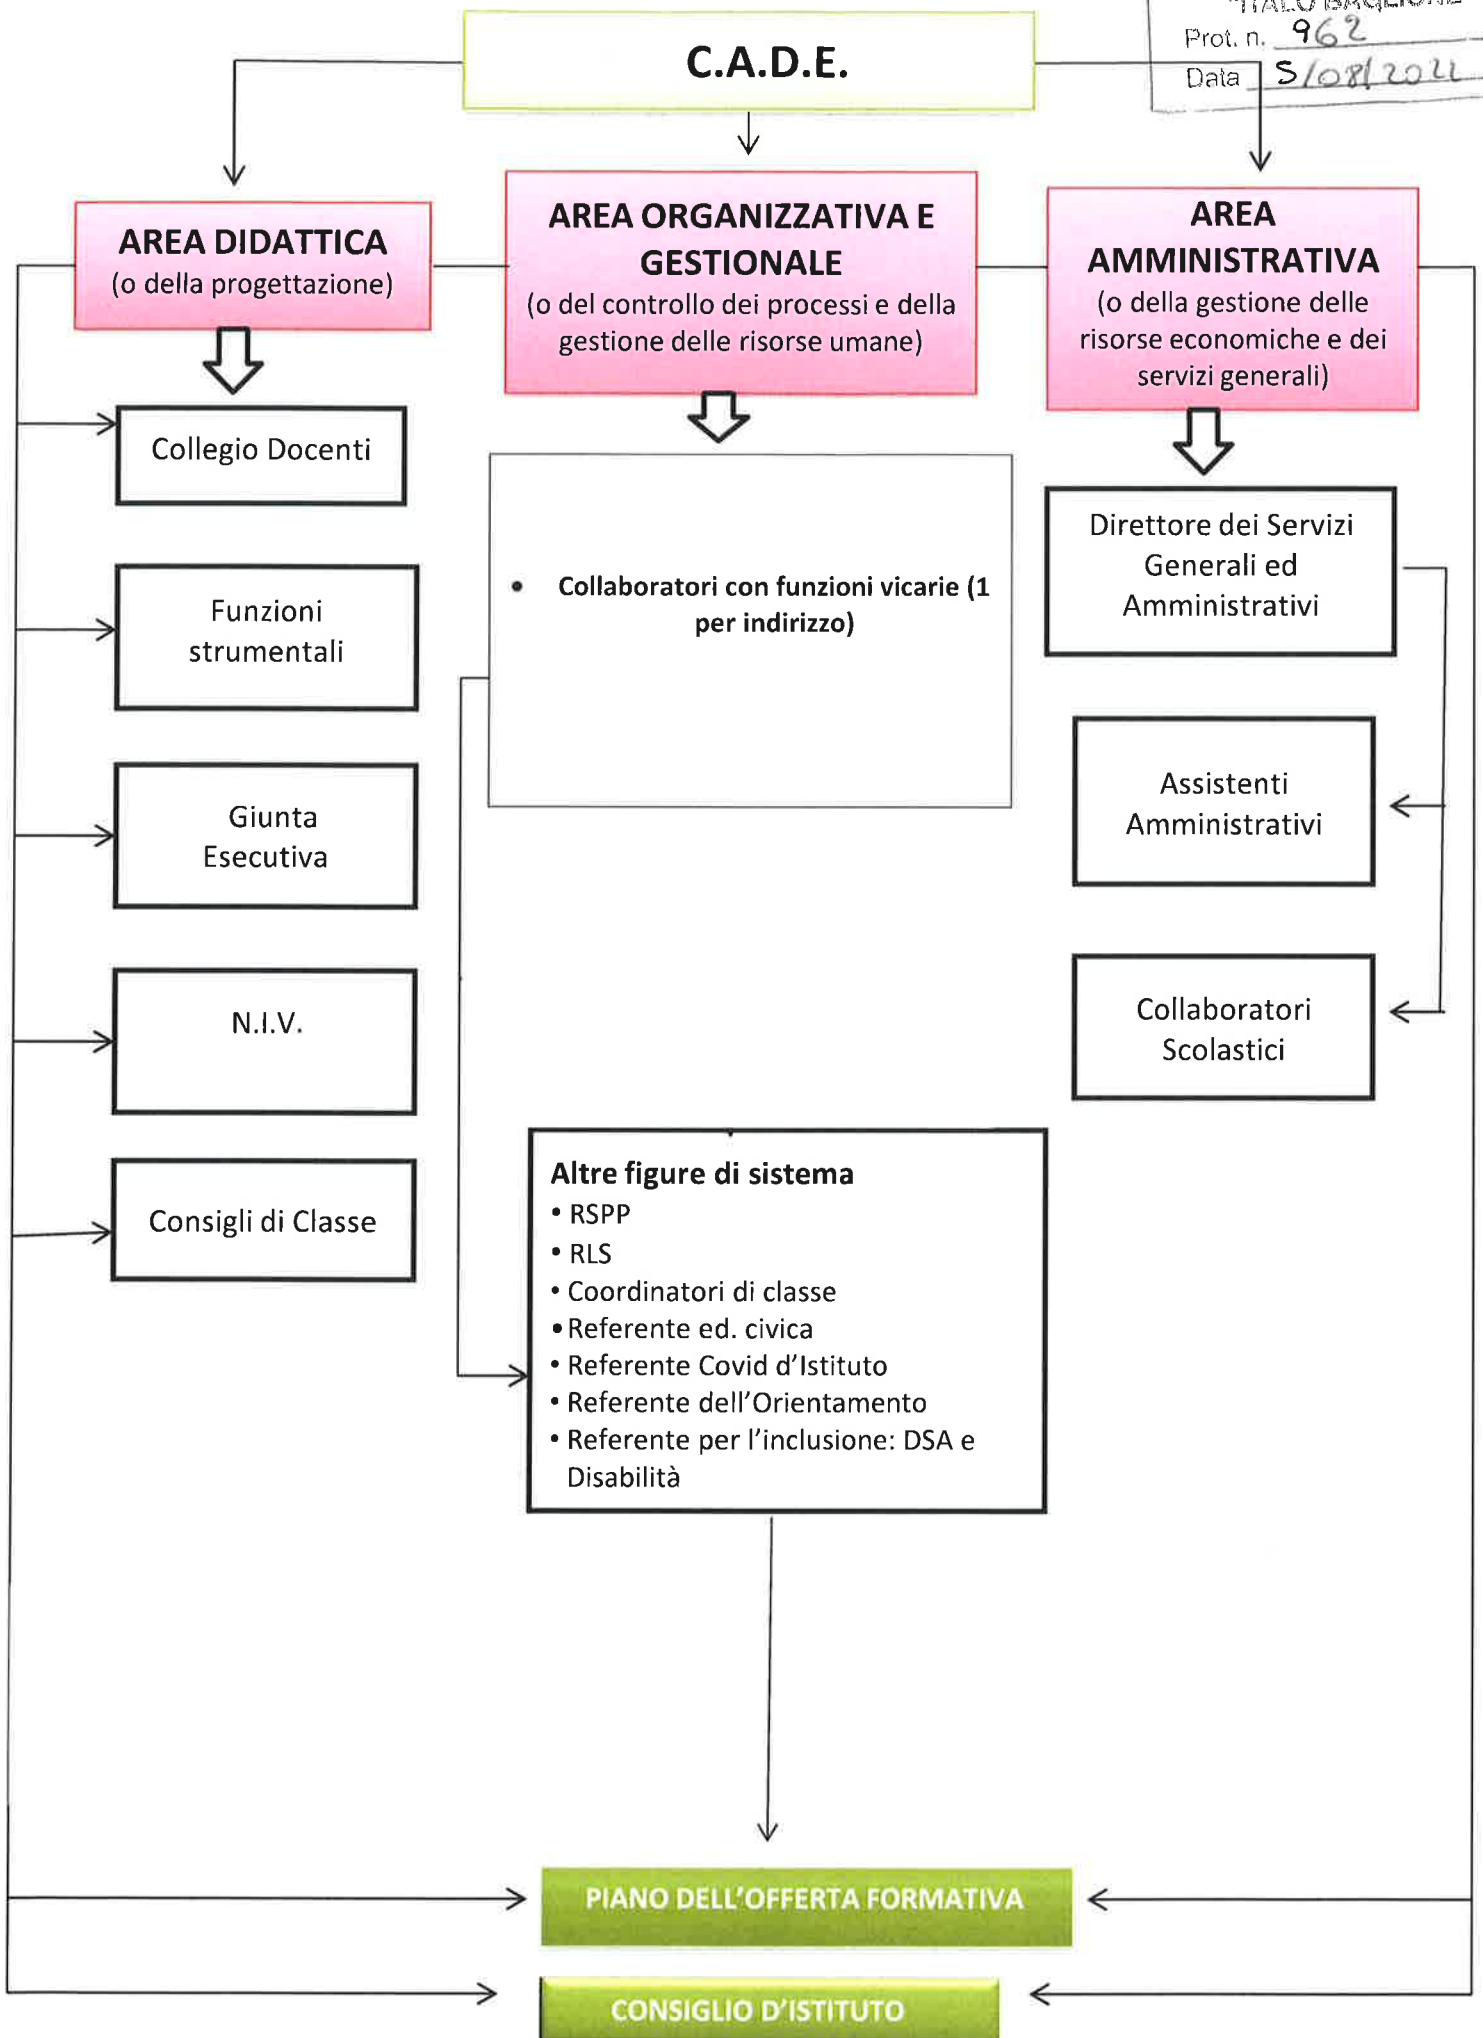 "ITALO BAGLIONE"
Prot. n. 962
Data 5/08/2022
C.A.D.E.
AREA DIDATTICA
(o della progettazione)
AREA ORGANIZZATIVA E
GESTIONALE
(o del controllo dei processi e della
gestione delle risorse umane)
AREA
AMMINISTRATIVA
(o della gestione delle
risorse economiche e dei
servizi generali)
Collegio Docenti
Funzioni
strumentali
Giunta
Esecutiva
N.I.V.
Consigli di Classe
• Collaboratori con funzioni vicarie (1
per indirizzo)
Altre figure di sistema
• RSPP
• RLS
• Coordinatori di classe
• Referente ed. civica
• Referente Covid d'Istituto
• Referente dell'Orientamento
• Referente per l'inclusione: DSA e
Disabilità
Direttore dei Servizi
Generali ed
Amministrativi
Assistenti
Amministrativi
Collaboratori
Scolastici
PIANO DELL'OFFERTA FORMATIVA
CONSIGLIO D'ISTITUTO